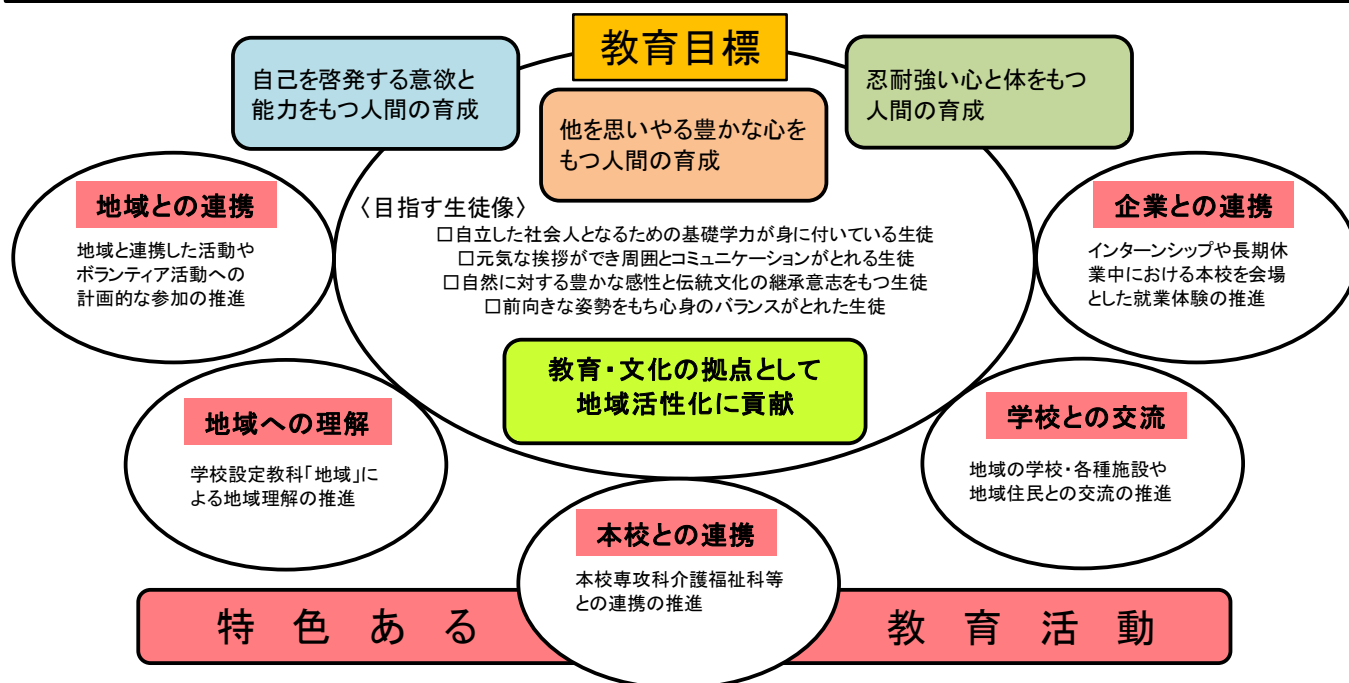 教育目標
自己を啓発する意欲と
能力をもつ人間の育成
他を思いやる豊かな心を
もつ人間の育成
忍耐強い心と体をもつ
人間の育成
〈目指す生徒像〉
□自立した社会人となるための基礎学力が身に付いている生徒
□元気な挨拶ができ周囲とコミュニケーションがとれる生徒
□自然に対する豊かな感性と伝統文化の継承意志をもつ生徒
□前向きな姿勢をもち心身のバランスがとれた生徒
教育・文化の拠点として
地域活性化に貢献
地域との連携
地域と連携した活動や
ボランティア活動への
計画的な参加の推進
企業との連携
インターンシップや長期休
業中における本校を会場
とした就業体験の推進
地域への理解
学校設定教科「地域」に
よる地域理解の推進
学校との交流
地域の学校・各種施設や
地域住民との交流の推進
本校との連携
本校専攻科介護福祉科等
との連携の推進
特色ある 教育活動